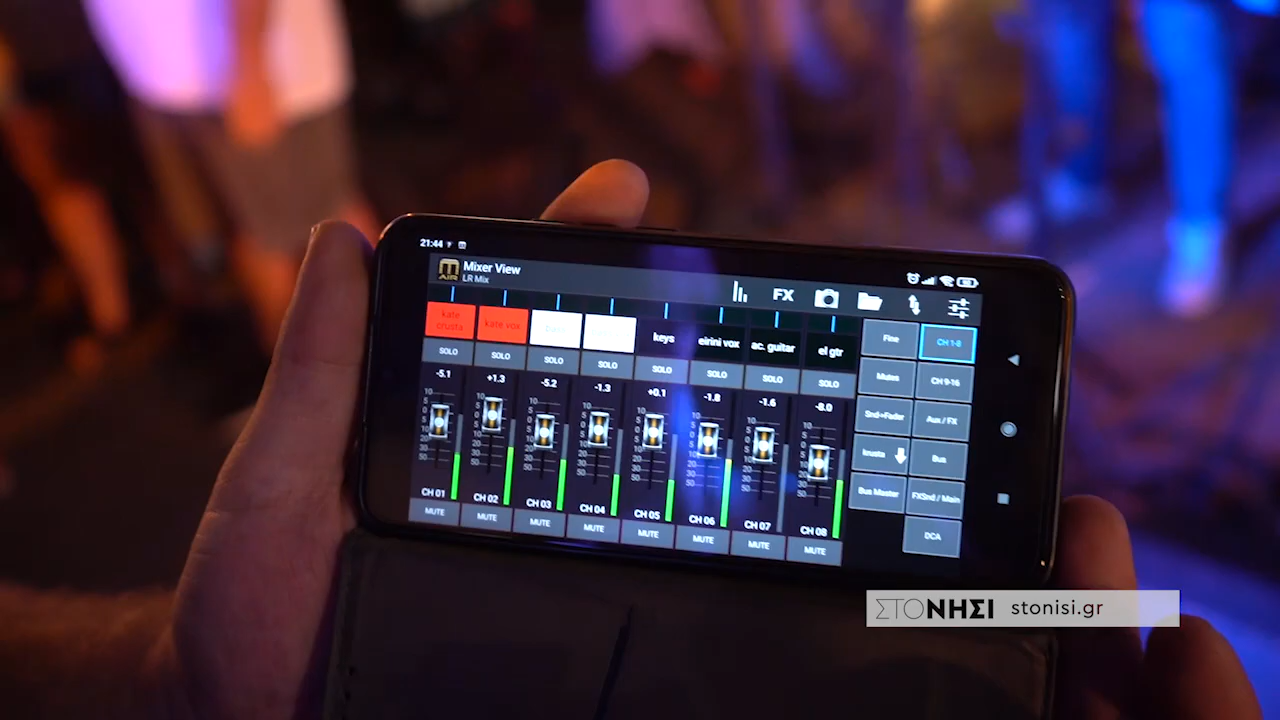 21:44
M AIR
Mixer View
LR Mix
FX
kate crusta
kate vox
keys
eirini vox
ac. guitar
el gtr
SOLO SOLO SOLO SOLO SOLO SOLO SOLO SOLO
-5.1 +1.3 -5.2 -1.3 +0.1 -1.8 -1.6 -8.0
CH 01 CH 02 CH 03 CH 04 CH 05 CH 06 CH 07 CH 08
MUTE MUTE MUTE MUTE MUTE MUTE MUTE MUTE
Fine CH 1-8
Mutes CH 9-16
Snd->Fader Aux / FX
krusta Bus
Bus Master FXSnd / Main
DCA
ΣΤΟΝΗΣΙ stonisi.gr